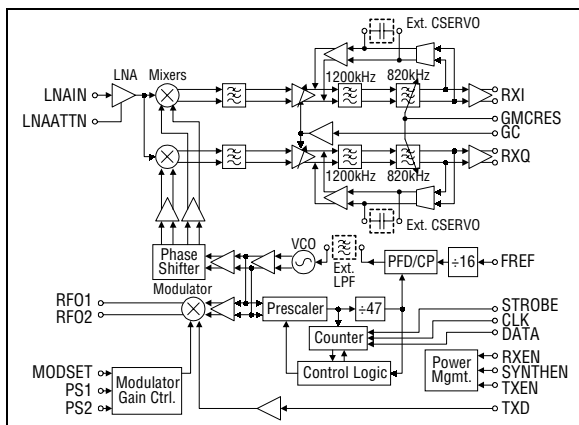 Ext. CSERVO
LNA Mixers
1200kHz 820kHz
LNAIN
RXI
LNAATTN
GMCRES
GC
RXQ
1200kHz 820kHz
Ext. CSERVO
VCO
Phase
Shifter
Ext.
LPF
PFD/CP
÷16
FREF
Modulator
RFO1
RFO2
Prescaler
÷47
STROBE
CLK
DATA
Counter
Control Logic
Power
Mgmt.
RXEN
SYNTHEN
TXEN
MODSET
PS1
PS2
Modulator
Gain Ctrl.
TXD